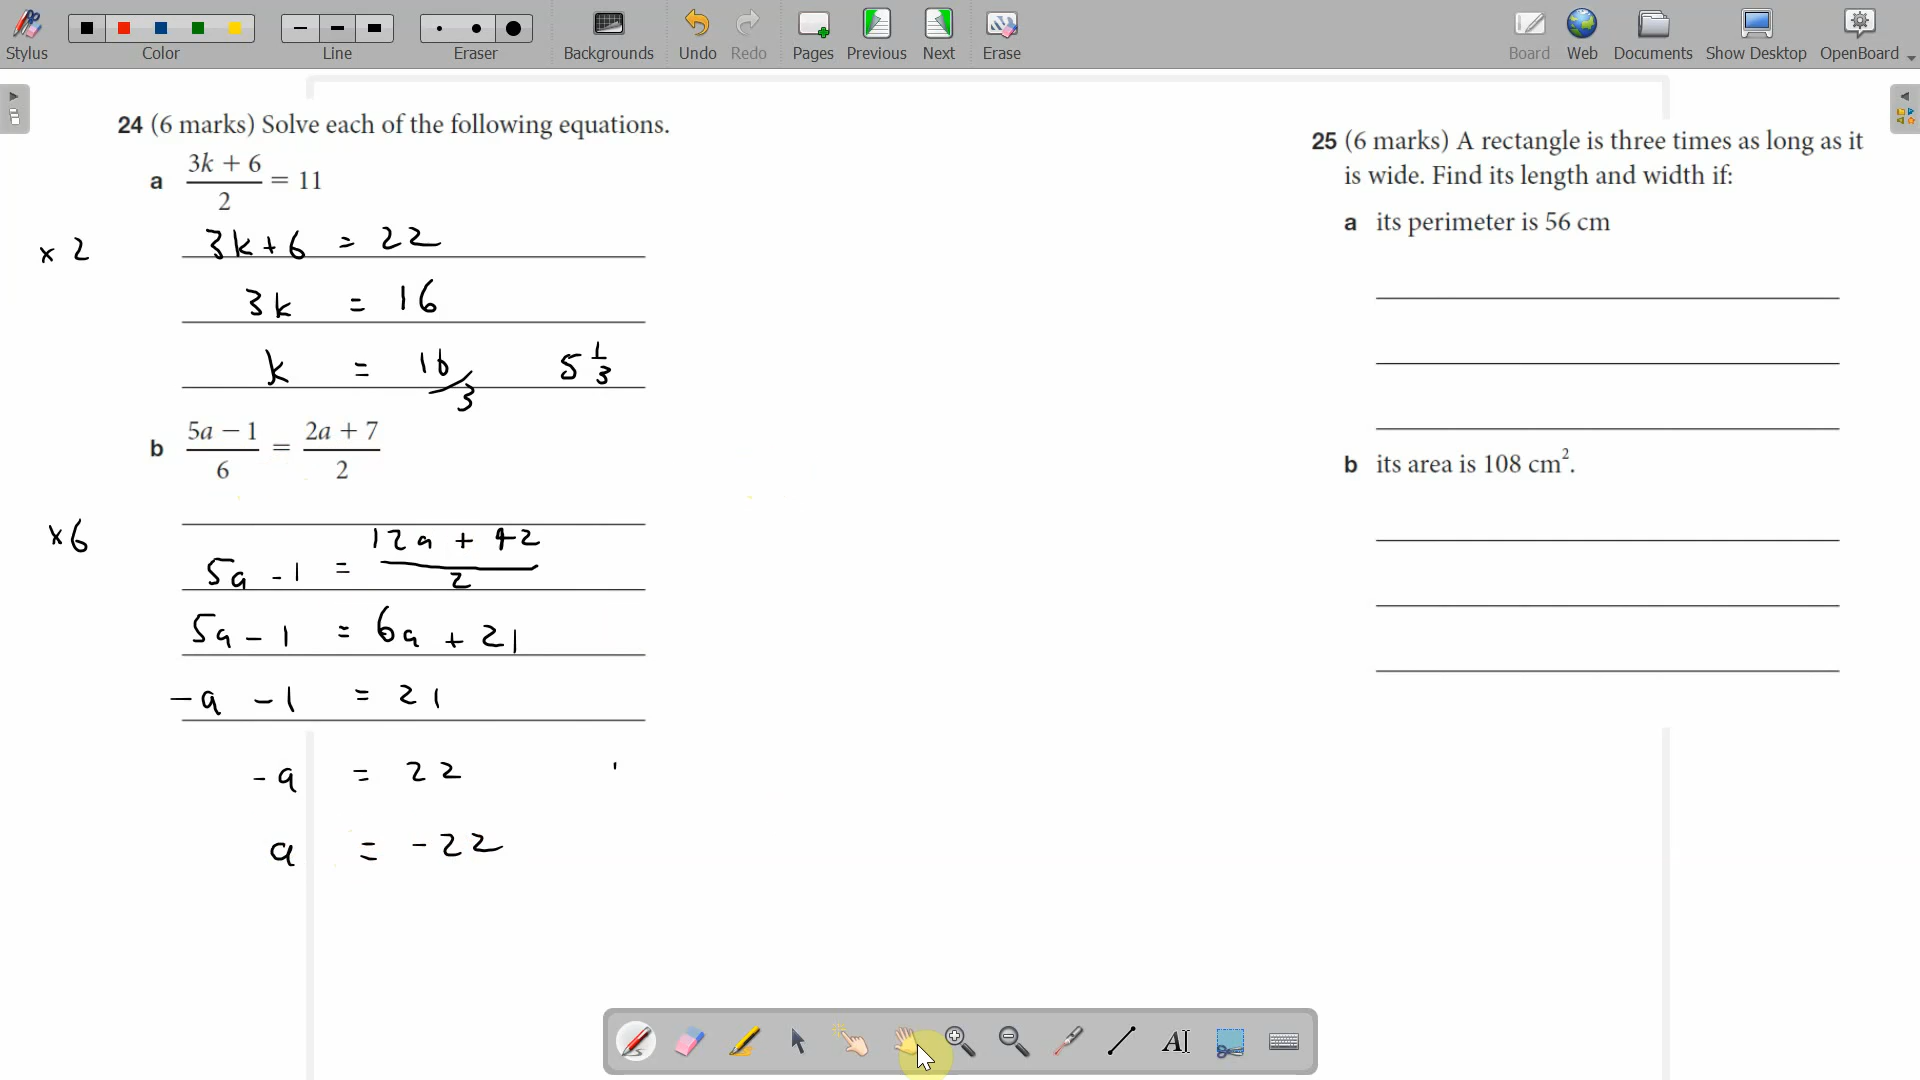 Stylus
Color
Line
Eraser
Backgrounds
Undo
Redo
Pages
Previous
Next
Erase
Board
Web
Documents
Show Desktop
OpenBoard
24 (6 marks) Solve each of the following equations.
a (3k + 6)/2 = 11
× 2
3k + 6 = 22
3k = 16
k = 16/3 5 1/3
b (5a − 1)/6 = (2a + 7)/2
×6
5a - 1 = (12a + 42)/2
5a - 1 = 6a + 21
-a - 1 = 21
-a = 22
a = -22
25 (6 marks) A rectangle is three times as long as it
is wide. Find its length and width if:
a its perimeter is 56 cm
b its area is 108 cm².
AI